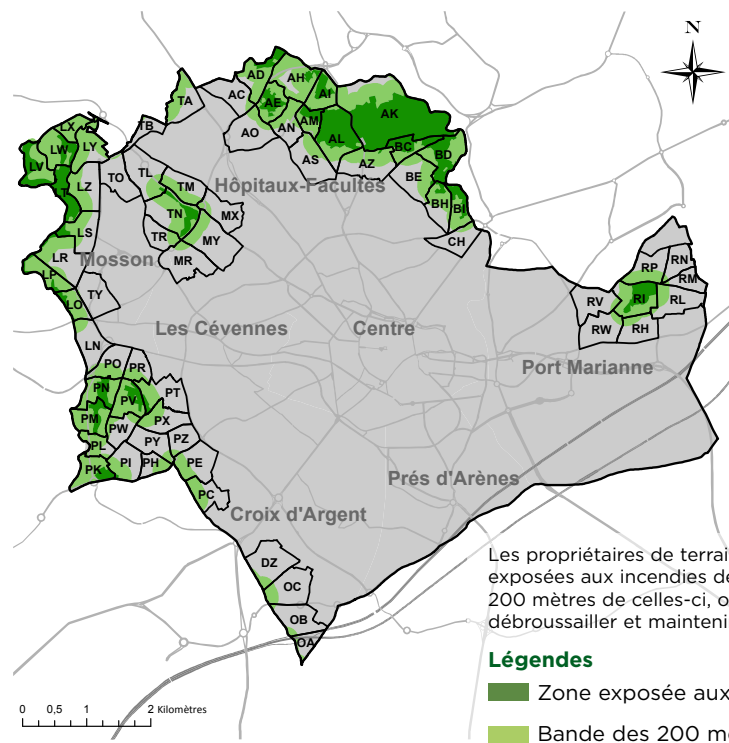 N
AD
AH
AI
AC
AE
TA
AK
AM
AO
AN
AL
LX
TB
BC
LW
LY
BD
LV
AS
AZ
TL
TO
TM
BE
LZ
Hôpitaux-Facultés
LT
TN
MX
BH
BI
LS
TR
MY
CH
Mosson
LR
MR
RP
RN
RM
LP
TY
RV
RI
RL
LO
Les Cévennes
Centre
RW
RH
LN
Port Marianne
PO
PR
PN
PV
PT
PM
PW
PX
PL
PY
PZ
PK
PI
PH
PE
Prés d'Arènes
PC
Croix d'Argent
DZ
OC
OB
OA
Les propriétaires de terrai
exposées aux incendies de
200 mètres de celles-ci, o
débroussailler et mainteni
Légendes
Zone exposée aux
Bande des 200 m
0 0,5 1 2 Kilomètres